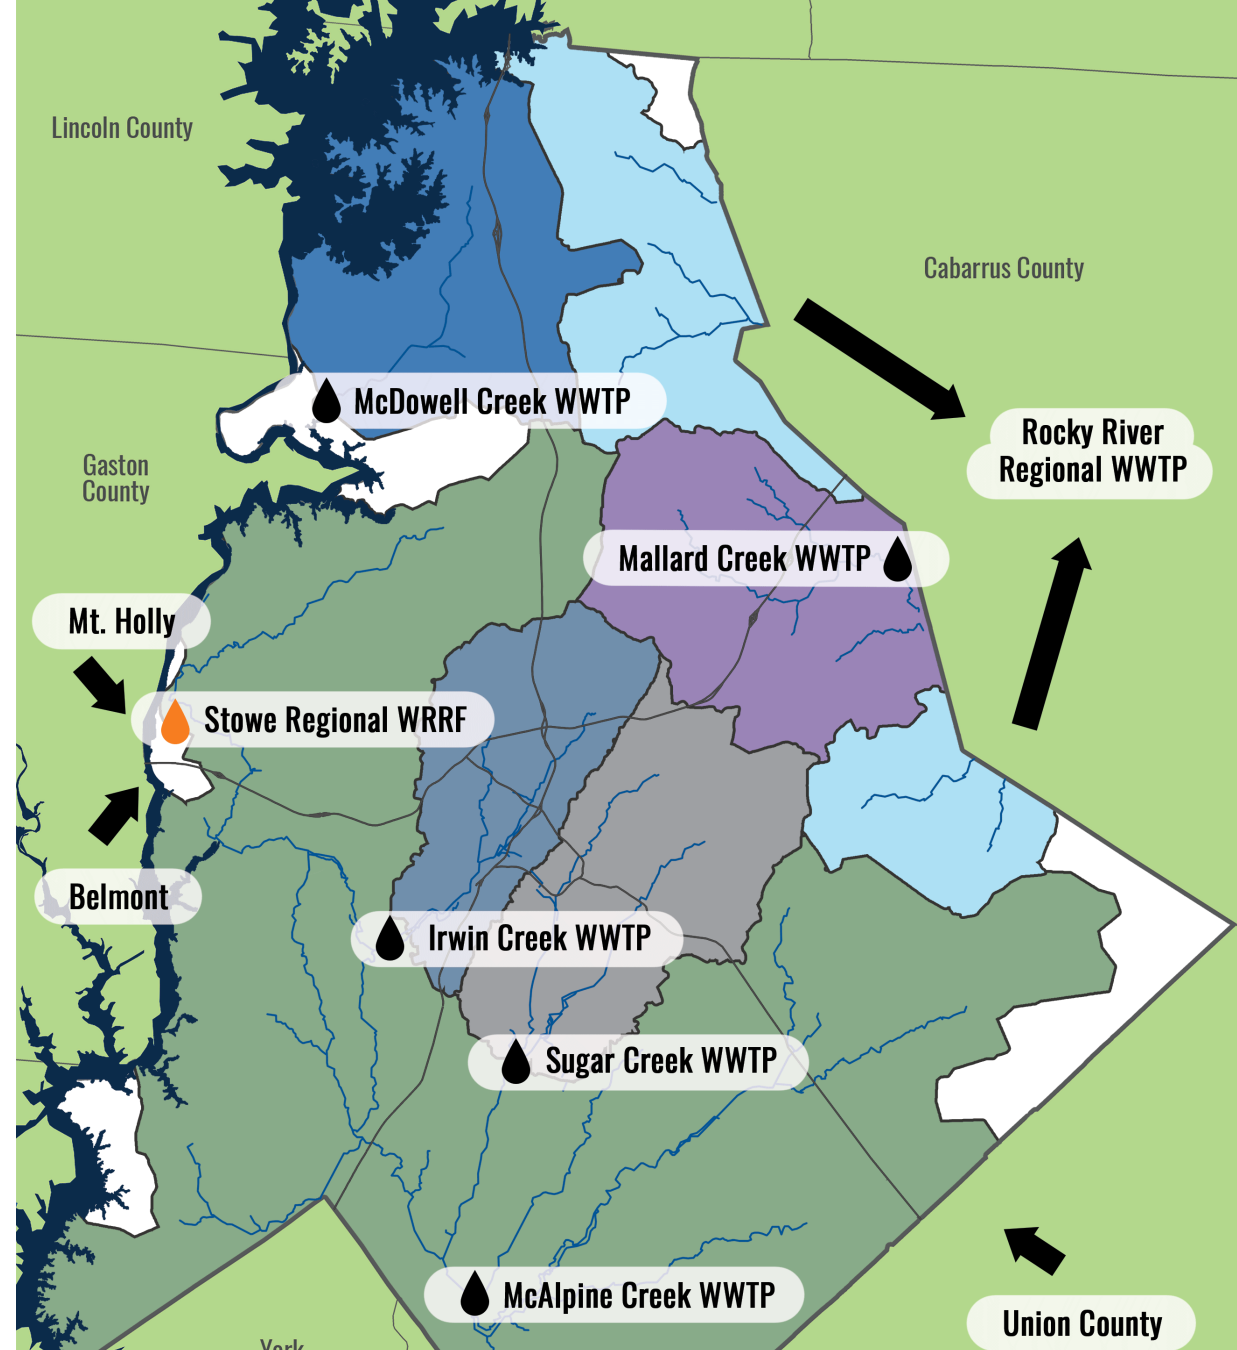 Lincoln County
Cabarrus County
McDowell Creek WWTP
Rocky River
Regional WWTP
Gaston
County
Mallard Creek WWTP
Mt. Holly
Stowe Regional WRRF
Belmont
Irwin Creek WWTP
Sugar Creek WWTP
McAlpine Creek WWTP
Union County
York